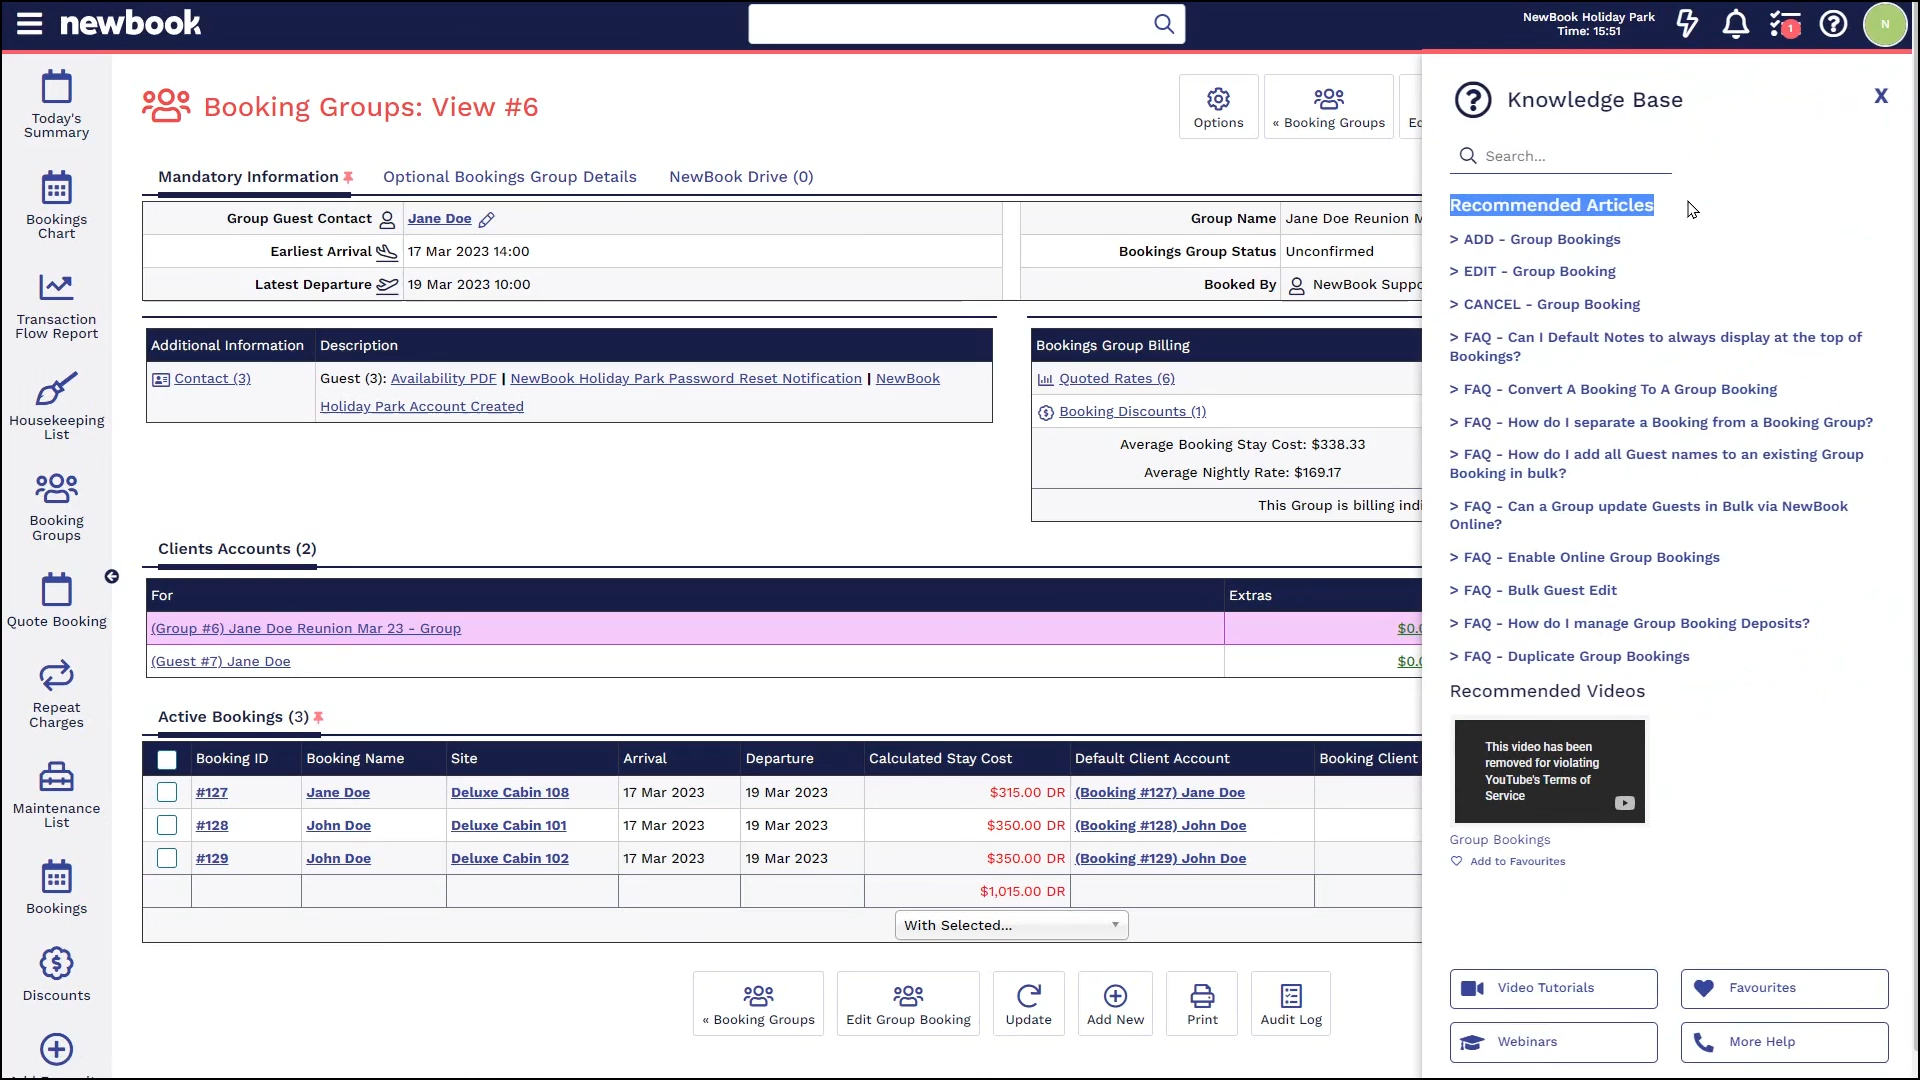 newbook
NewBook Holiday Park
Time: 15:51
1
N
Today's
Summary
Bookings
Chart
Transaction
Flow Report
Housekeeping
List
Booking
Groups
Quote Booking
Repeat
Charges
Maintenance
List
Bookings
Discounts
Booking Groups: View #6
Options
« Booking Groups
Mandatory Information
Optional Bookings Group Details
NewBook Drive (0)
Group Guest Contact
Jane Doe
Group Name
Jane Doe Reunion M
Earliest Arrival
17 Mar 2023 14:00
Bookings Group Status
Unconfirmed
Latest Departure
19 Mar 2023 10:00
Booked By
NewBook Suppo
Additional Information
Description
Contact (3)
Guest (3): Availability PDF | NewBook Holiday Park Password Reset Notification | NewBook
Holiday Park Account Created
Bookings Group Billing
Quoted Rates (6)
Booking Discounts (1)
Average Booking Stay Cost: $338.33
Average Nightly Rate: $169.17
This Group is billing indi
Clients Accounts (2)
For
Extras
(Group #6) Jane Doe Reunion Mar 23 - Group
$0.0
(Guest #7) Jane Doe
$0.0
Active Bookings (3)
Booking ID Booking Name Site Arrival Departure Calculated Stay Cost Default Client Account Booking Client
#127 Jane Doe Deluxe Cabin 108 17 Mar 2023 19 Mar 2023 $315.00 DR (Booking #127) Jane Doe
#128 John Doe Deluxe Cabin 101 17 Mar 2023 19 Mar 2023 $350.00 DR (Booking #128) John Doe
#129 John Doe Deluxe Cabin 102 17 Mar 2023 19 Mar 2023 $350.00 DR (Booking #129) John Doe
$1,015.00 DR
With Selected...
« Booking Groups
Edit Group Booking
Update
Add New
Print
Audit Log
Knowledge Base
X
Search...
Recommended Articles
> ADD - Group Bookings
> EDIT - Group Booking
> CANCEL - Group Booking
> FAQ - Can I Default Notes to always display at the top of
Bookings?
> FAQ - Convert A Booking To A Group Booking
> FAQ - How do I separate a Booking from a Booking Group?
> FAQ - How do I add all Guest names to an existing Group
Booking in bulk?
> FAQ - Can a Group update Guests in Bulk via NewBook
Online?
> FAQ - Enable Online Group Bookings
> FAQ - Bulk Guest Edit
> FAQ - How do I manage Group Booking Deposits?
> FAQ - Duplicate Group Bookings
Recommended Videos
This video has been
removed for violating
YouTube's Terms of
Service
Group Bookings
Add to Favourites
Video Tutorials
Favourites
Webinars
More Help